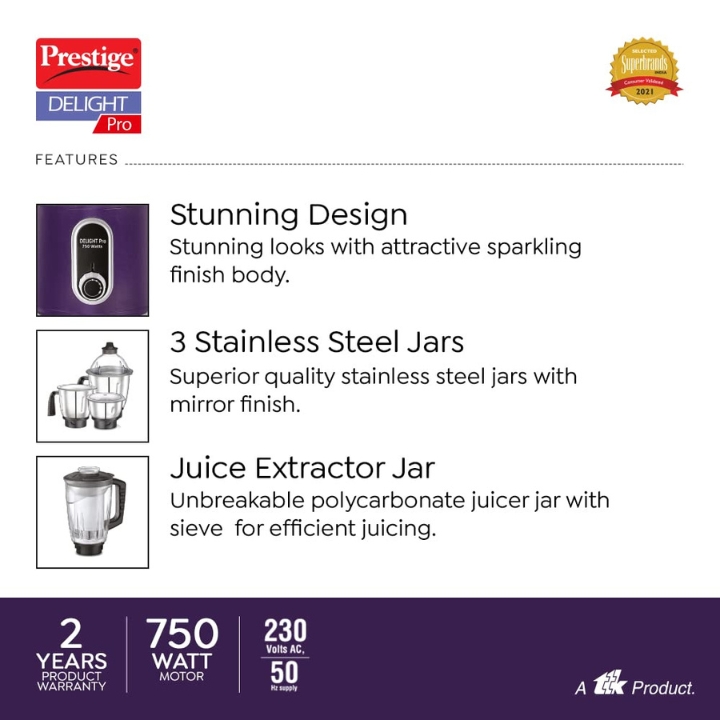 Prestige
DELIGHT
Pro
SELECTED
Superbrands
INDIA
Consumer Validated
2021
FEATURES
DELIGHT Pro
750 Watts
Stunning Design
Stunning looks with attractive sparkling
finish body.
3 Stainless Steel Jars
Superior quality stainless steel jars with
mirror finish.
Juice Extractor Jar
Unbreakable polycarbonate juicer jar with
sieve  for efficient juicing.
2
YEARS
PRODUCT
WARRANTY
750
WATT
MOTOR
230
Volts AC,
50
Hz supply
A ttk Product.